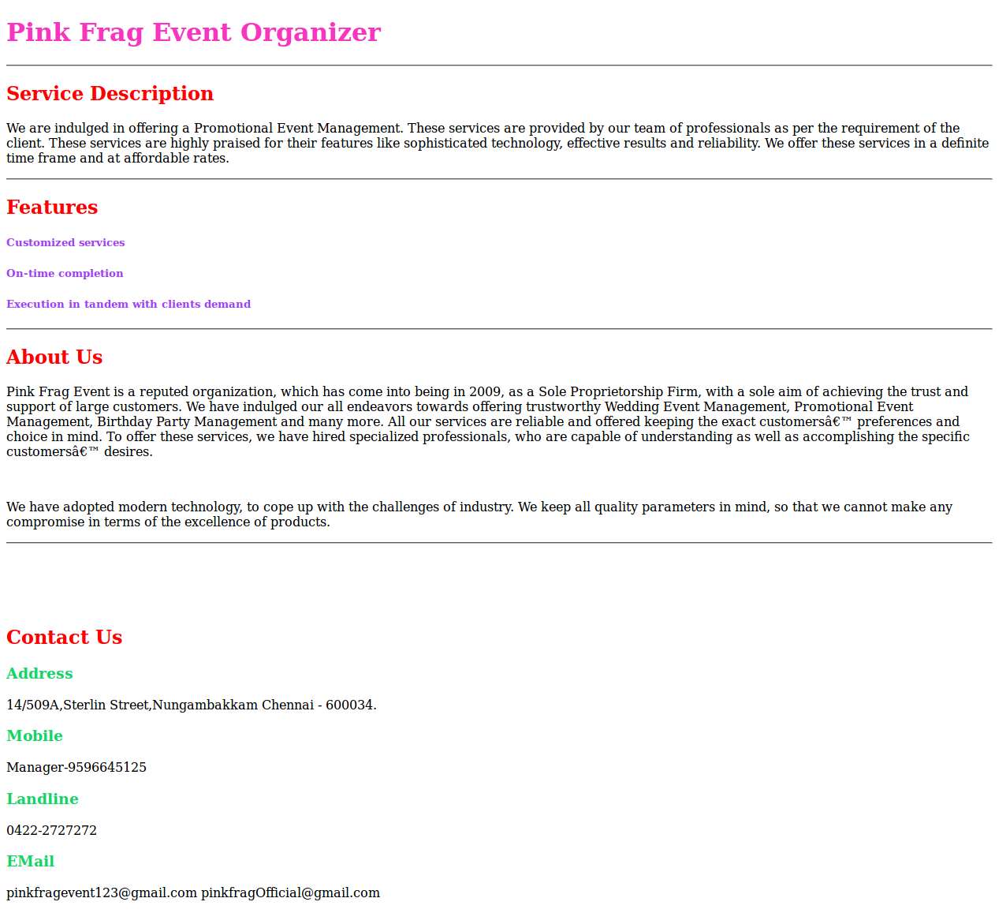 Pink Frag Event Organizer
Service Description
We are indulged in offering a Promotional Event Management. These services are provided by our team of professionals as per the requirement of the
client. These services are highly praised for their features like sophisticated technology, effective results and reliability. We offer these services in a definite
time frame and at affordable rates.
Features
Customized services
On-time completion
Execution in tandem with clients demand
About Us
Pink Frag Event is a reputed organization, which has come into being in 2009, as a Sole Proprietorship Firm, with a sole aim of achieving the trust and
support of large customers. We have indulged our all endeavors towards offering trustworthy Wedding Event Management, Promotional Event
Management, Birthday Party Management and many more. All our services are reliable and offered keeping the exact customersâ€™ preferences and
choice in mind. To offer these services, we have hired specialized professionals, who are capable of understanding as well as accomplishing the specific
customersâ€™ desires.
We have adopted modern technology, to cope up with the challenges of industry. We keep all quality parameters in mind, so that we cannot make any
compromise in terms of the excellence of products.
Contact Us
Address
14/509A,Sterlin Street,Nungambakkam Chennai - 600034.
Mobile
Manager-9596645125
Landline
0422-2727272
EMail
pinkfragevent123@gmail.com pinkfragOfficial@gmail.com